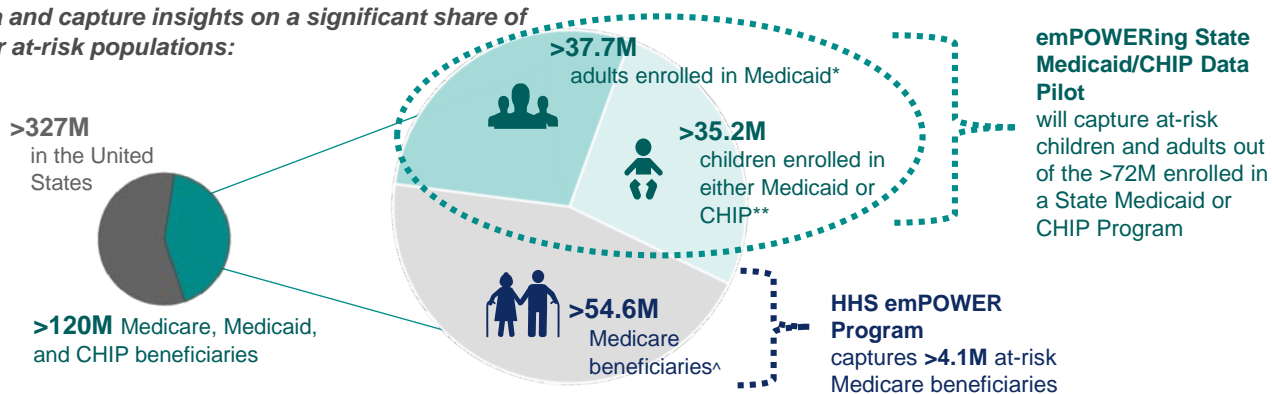 and capture insights on a significant share of
at-risk populations:
>327M
in the United
States
>120M Medicare, Medicaid,
and CHIP beneficiaries
>37.7M
adults enrolled in Medicaid*
>35.2M
children enrolled in
either Medicaid or
CHIP**
>54.6M
Medicare
beneficiaries^
emPOWERing State
Medicaid/CHIP Data
Pilot
will capture at-risk
children and adults out
of the >72M enrolled in
a State Medicaid or
CHIP Program
HHS emPOWER
Program
captures >4.1M at-risk
Medicare beneficiaries